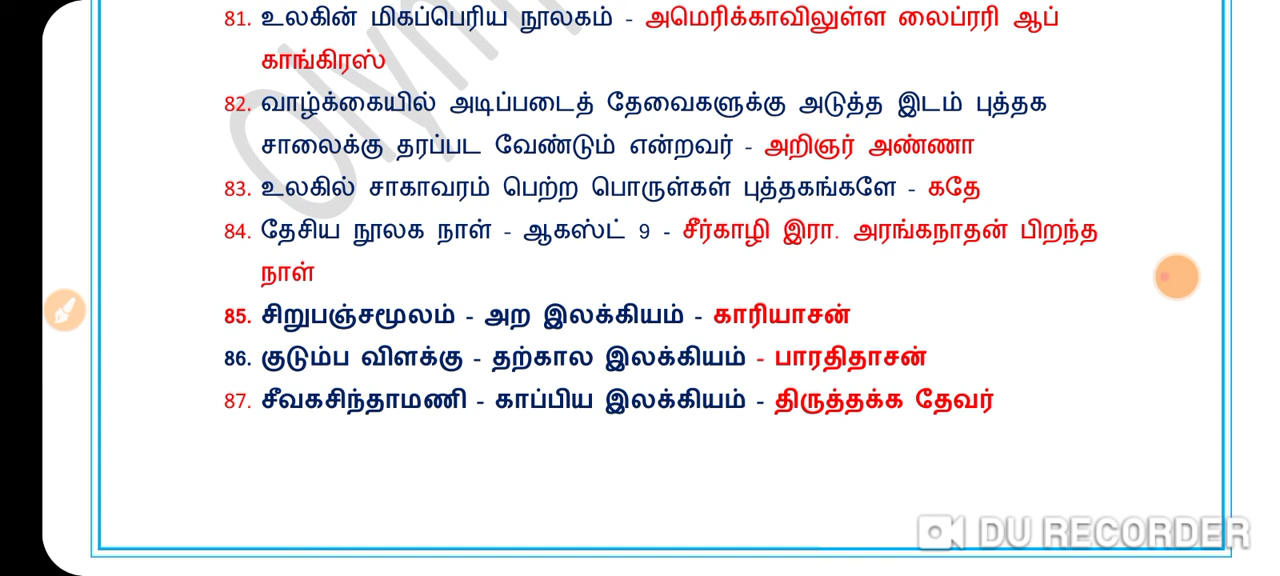 81. உலகின் மிகப்பெரிய நூலகம் - அமெரிக்காவிலுள்ள லைப்ரரி ஆப்
காங்கிரஸ்
82. வாழ்க்கையில் அடிப்படைத் தேவைகளுக்கு அடுத்த இடம் புத்தக
சாலைக்கு தரப்பட வேண்டும் என்றவர் - அறிஞர் அண்ணா
83. உலகில் சாகாவரம் பெற்ற பொருள்கள் புத்தகங்களே - கதே
84. தேசிய நூலக நாள் - ஆகஸ்ட் 9 - சீர்காழி இரா. அரங்கநாதன் பிறந்த
நாள்
85. சிறுபஞ்சமூலம் - அற இலக்கியம் - காரியாசன்
86. குடும்ப விளக்கு - தற்கால இலக்கியம் - பாரதிதாசன்
87. சீவகசிந்தாமணி - காப்பிய இலக்கியம் - திருத்தக்க தேவர்
DU RECORDER